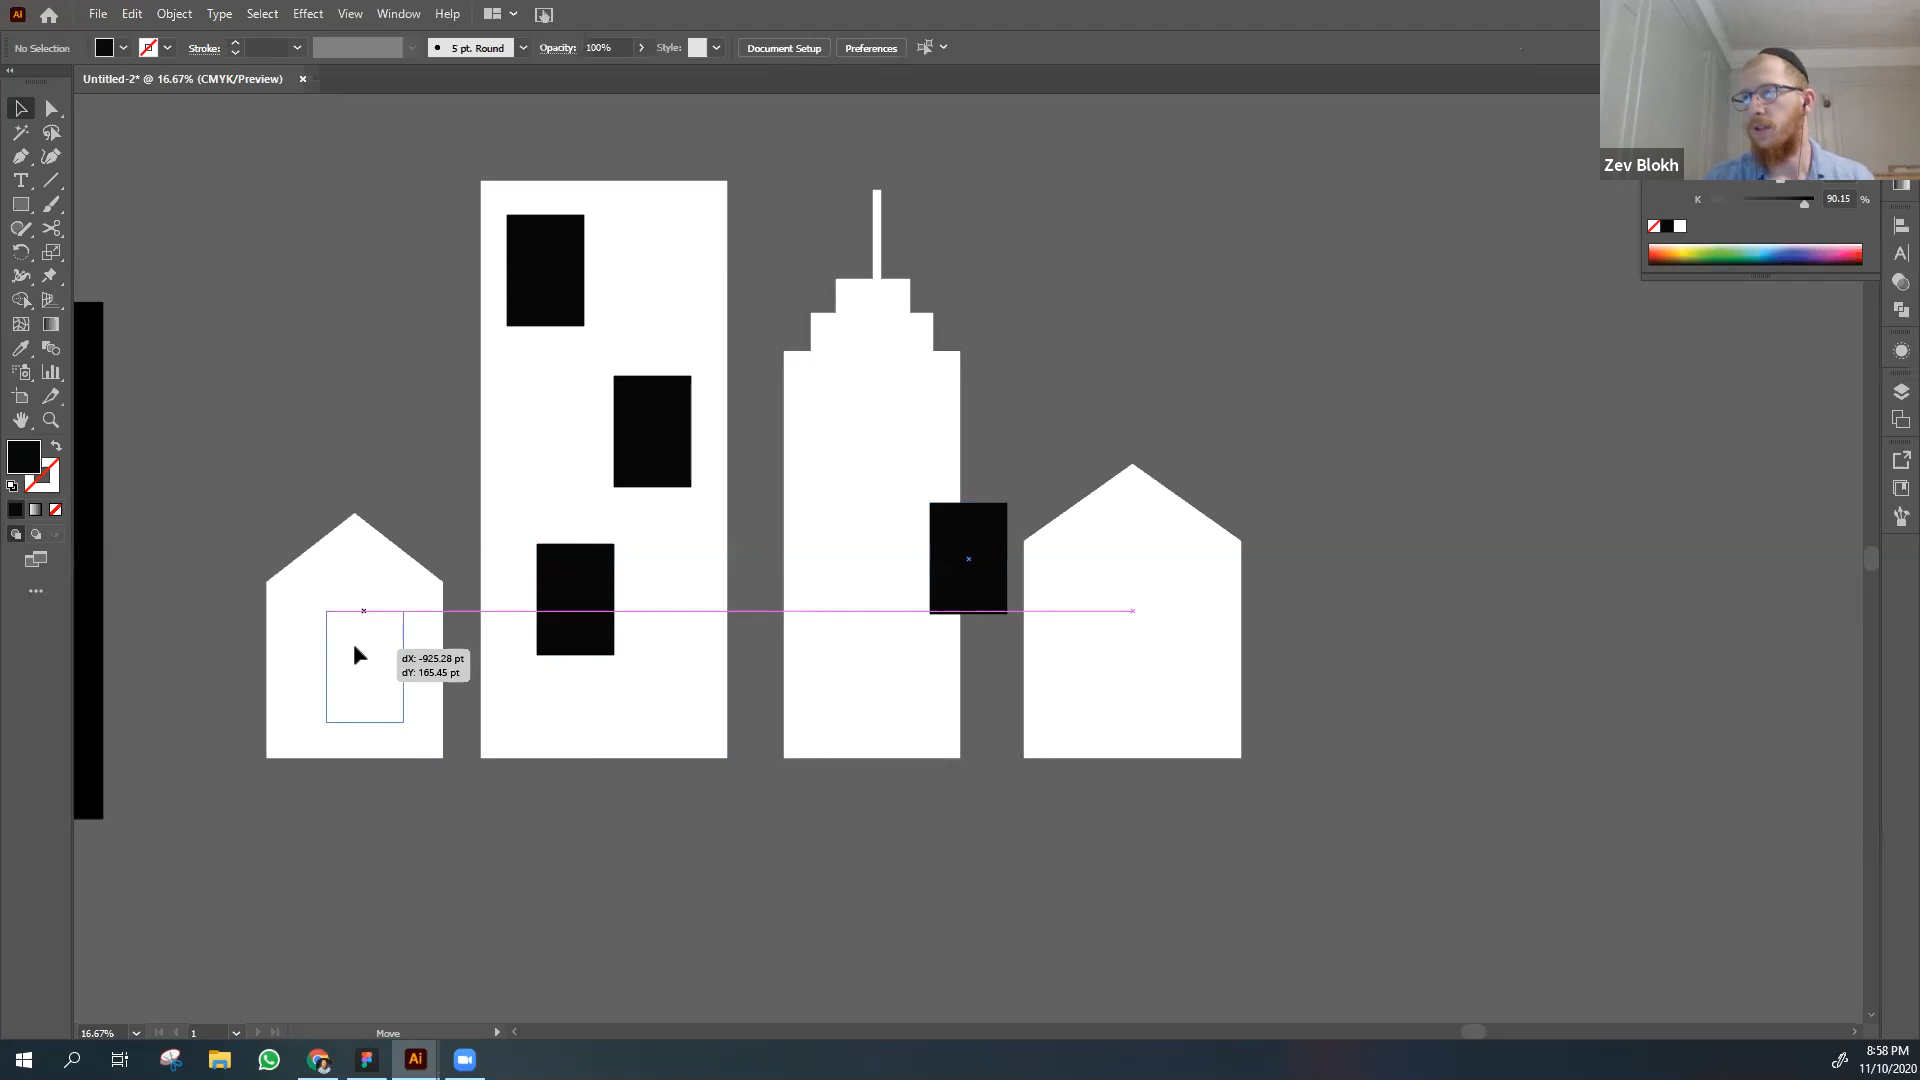 Ai File Edit Object Type Select Effect View Window Help
No Selection Stroke: 5 pt. Round Opacity: 100% Style: Document Setup Preferences
Untitled-2* @ 16.67% (CMYK/Preview) ×
Zev Blokh
K 90.15 %
dX: -925.28 pt
dY: 165.45 pt
16.67% 1 Move
Ai
8:58 PM
11/10/2020